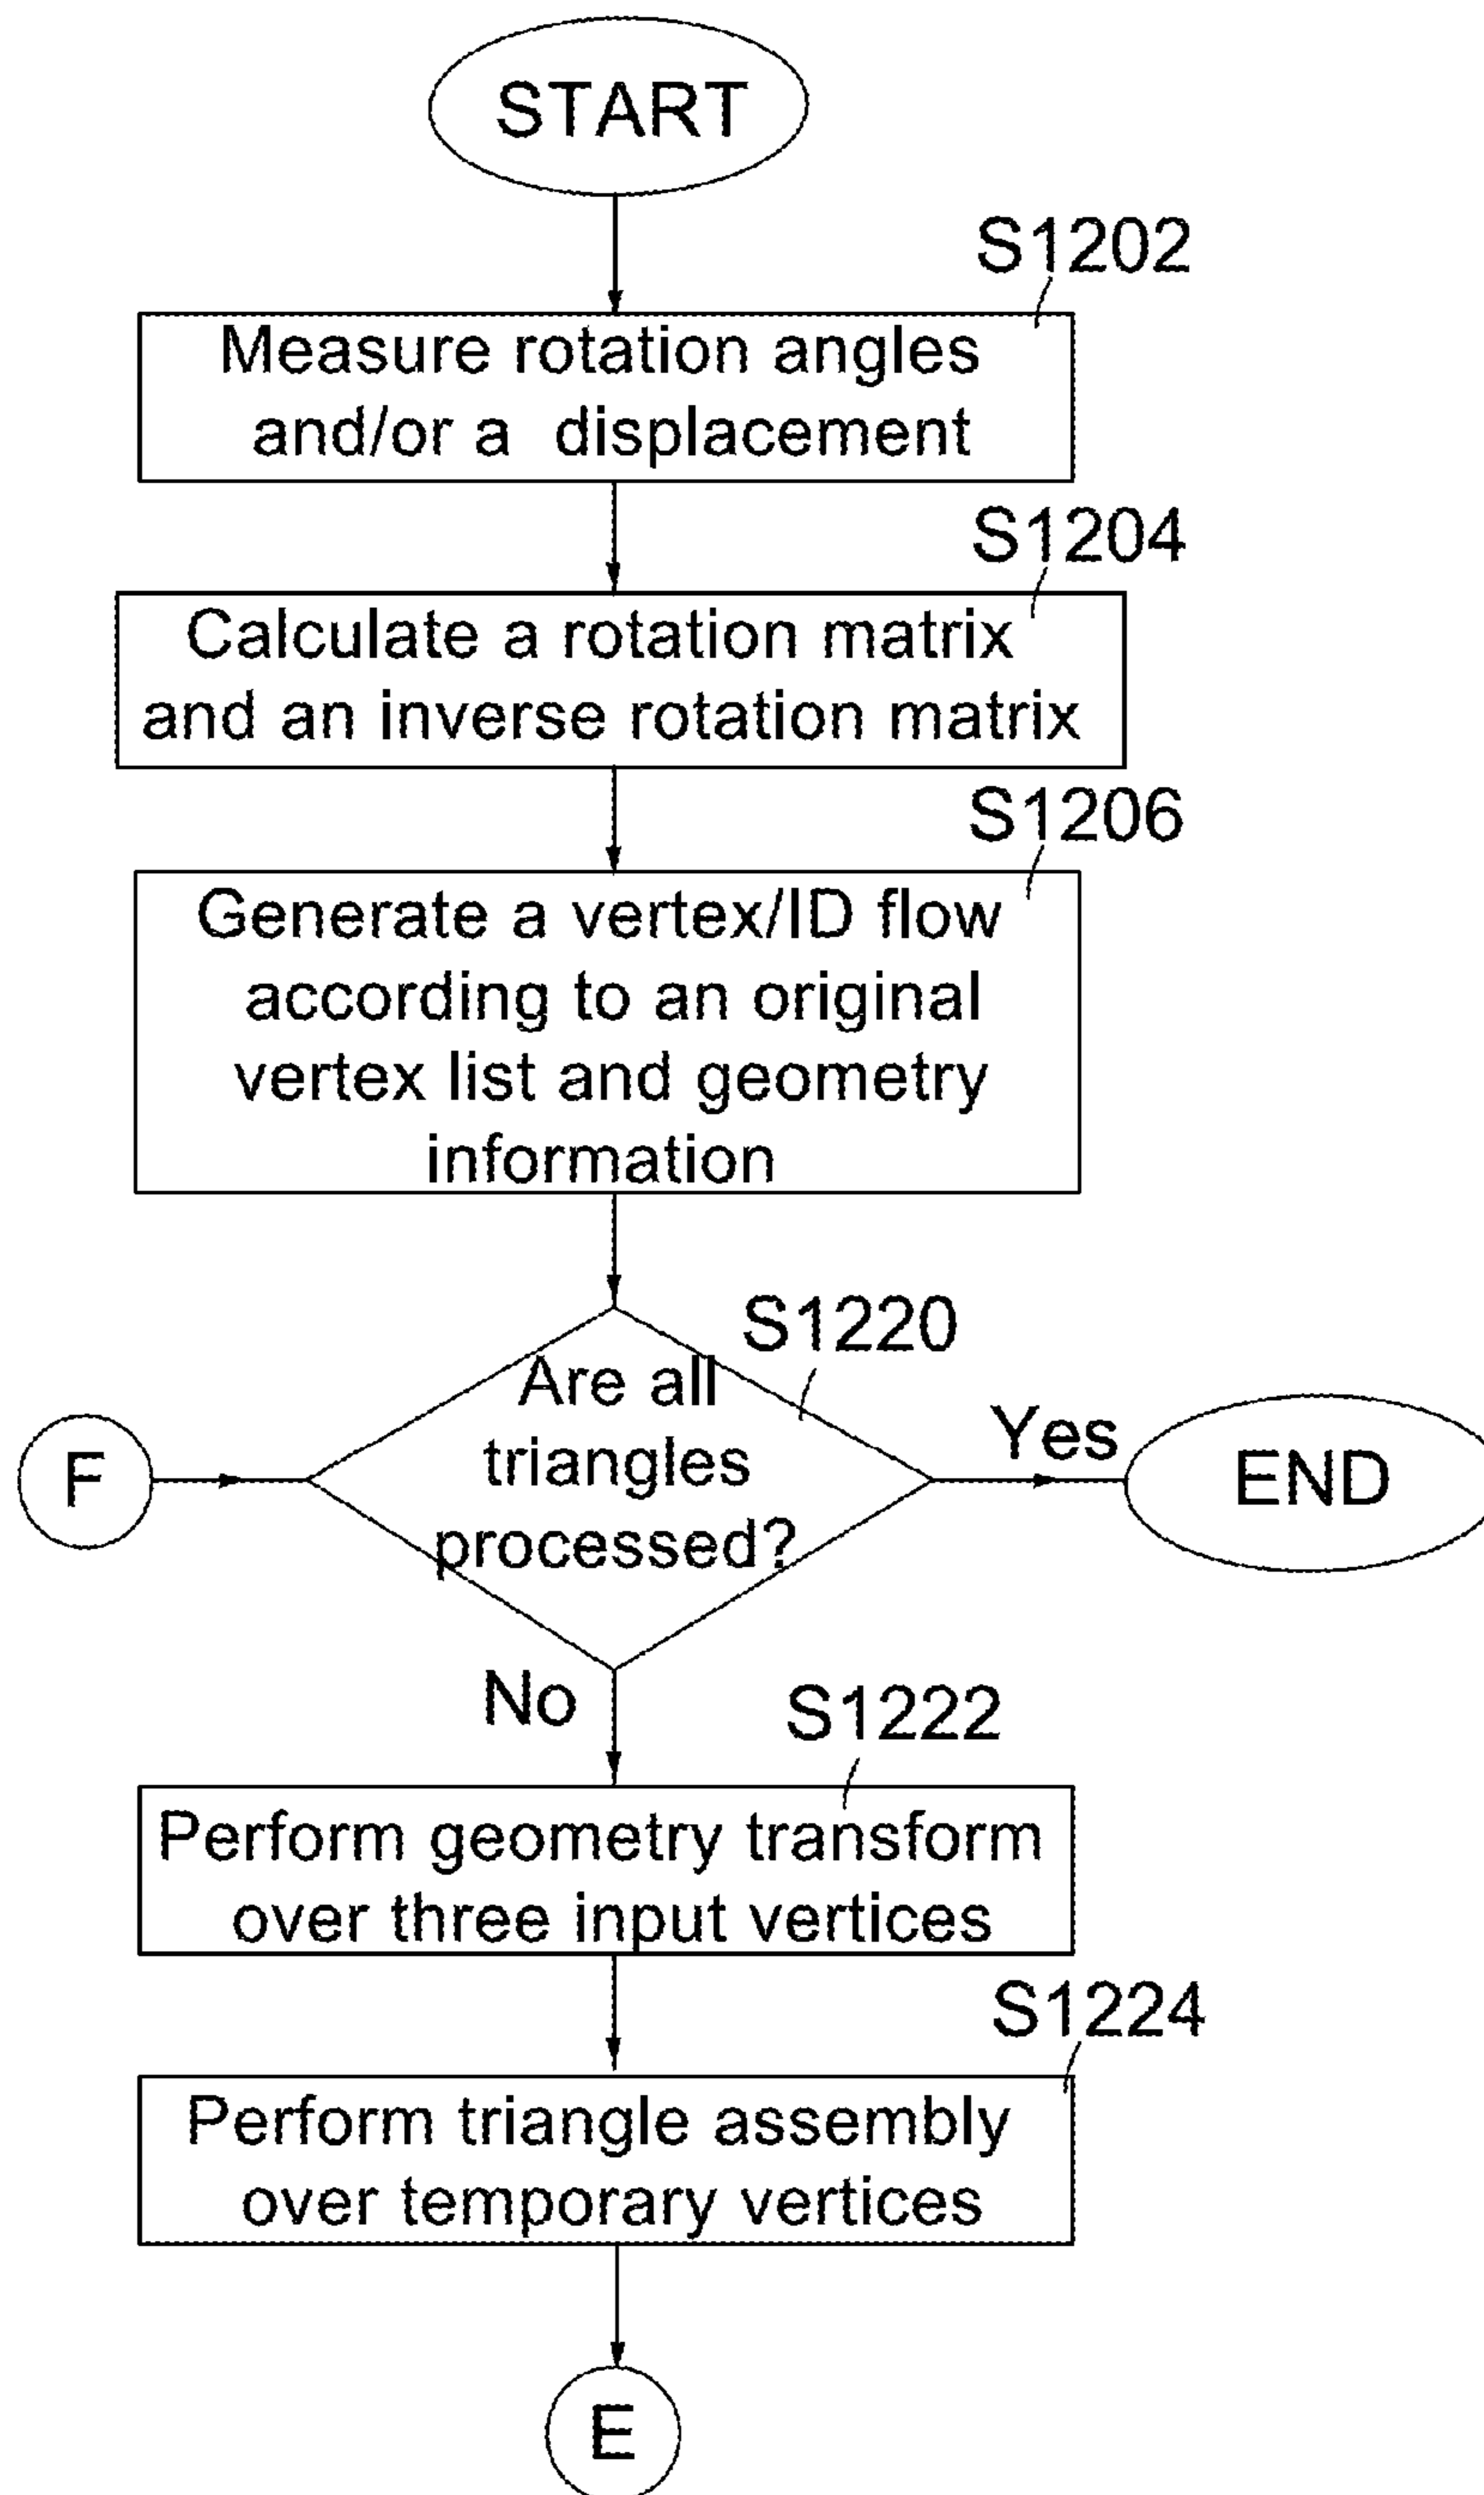 START
S1202
Measure rotation angles
and/or a displacement
S1204
Calculate a rotation matrix
and an inverse rotation matrix
S1206
Generate a vertex/ID flow
according to an original
vertex list and geometry
information
S1220
Are all
triangles
processed?
F
Yes
END
No
S1222
Perform geometry transform
over three input vertices
S1224
Perform triangle assembly
over temporary vertices
E